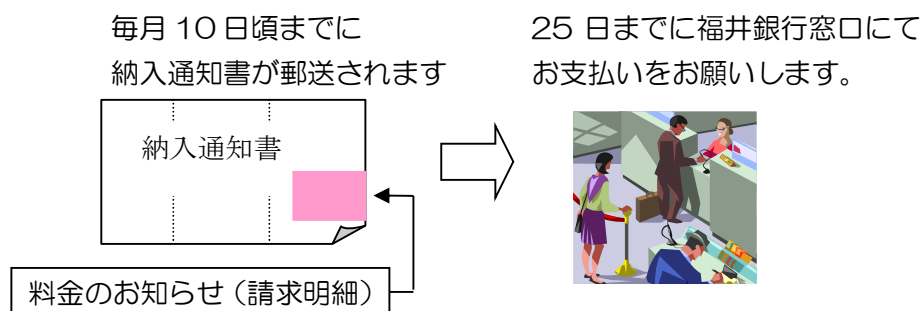 毎月 10 日頃までに
納入通知書が郵送されます
25 日までに福井銀行窓口にて
お支払いをお願いします。
納入通知書
料金のお知らせ（請求明細）